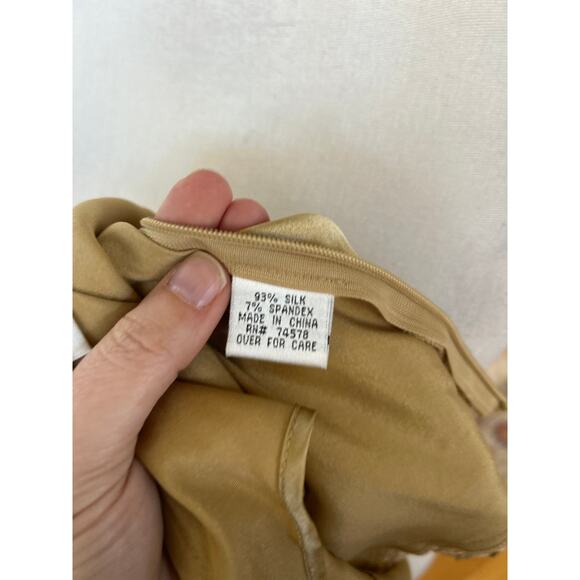 93% SILK
7% SPANDEX
MADE IN CHINA
RN# 74578
OVER FOR CARE